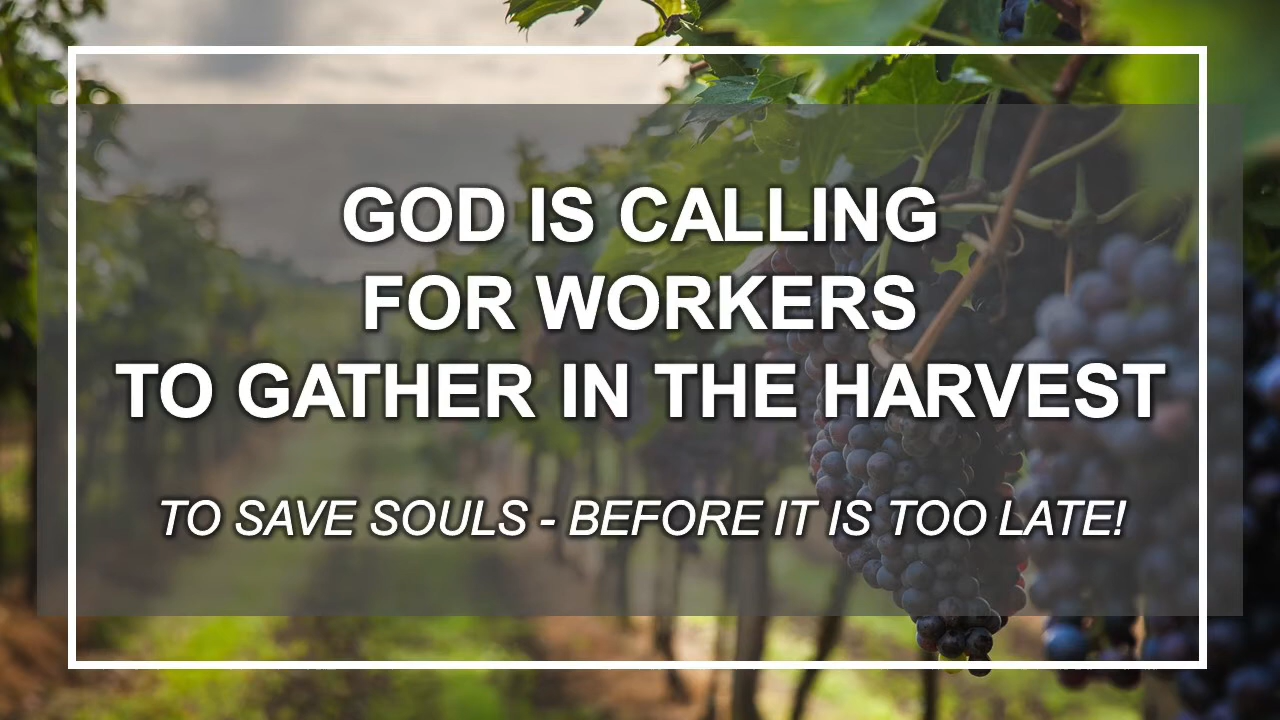 GOD IS CALLING
FOR WORKERS
TO GATHER IN THE HARVEST
TO SAVE SOULS - BEFORE IT IS TOO LATE!